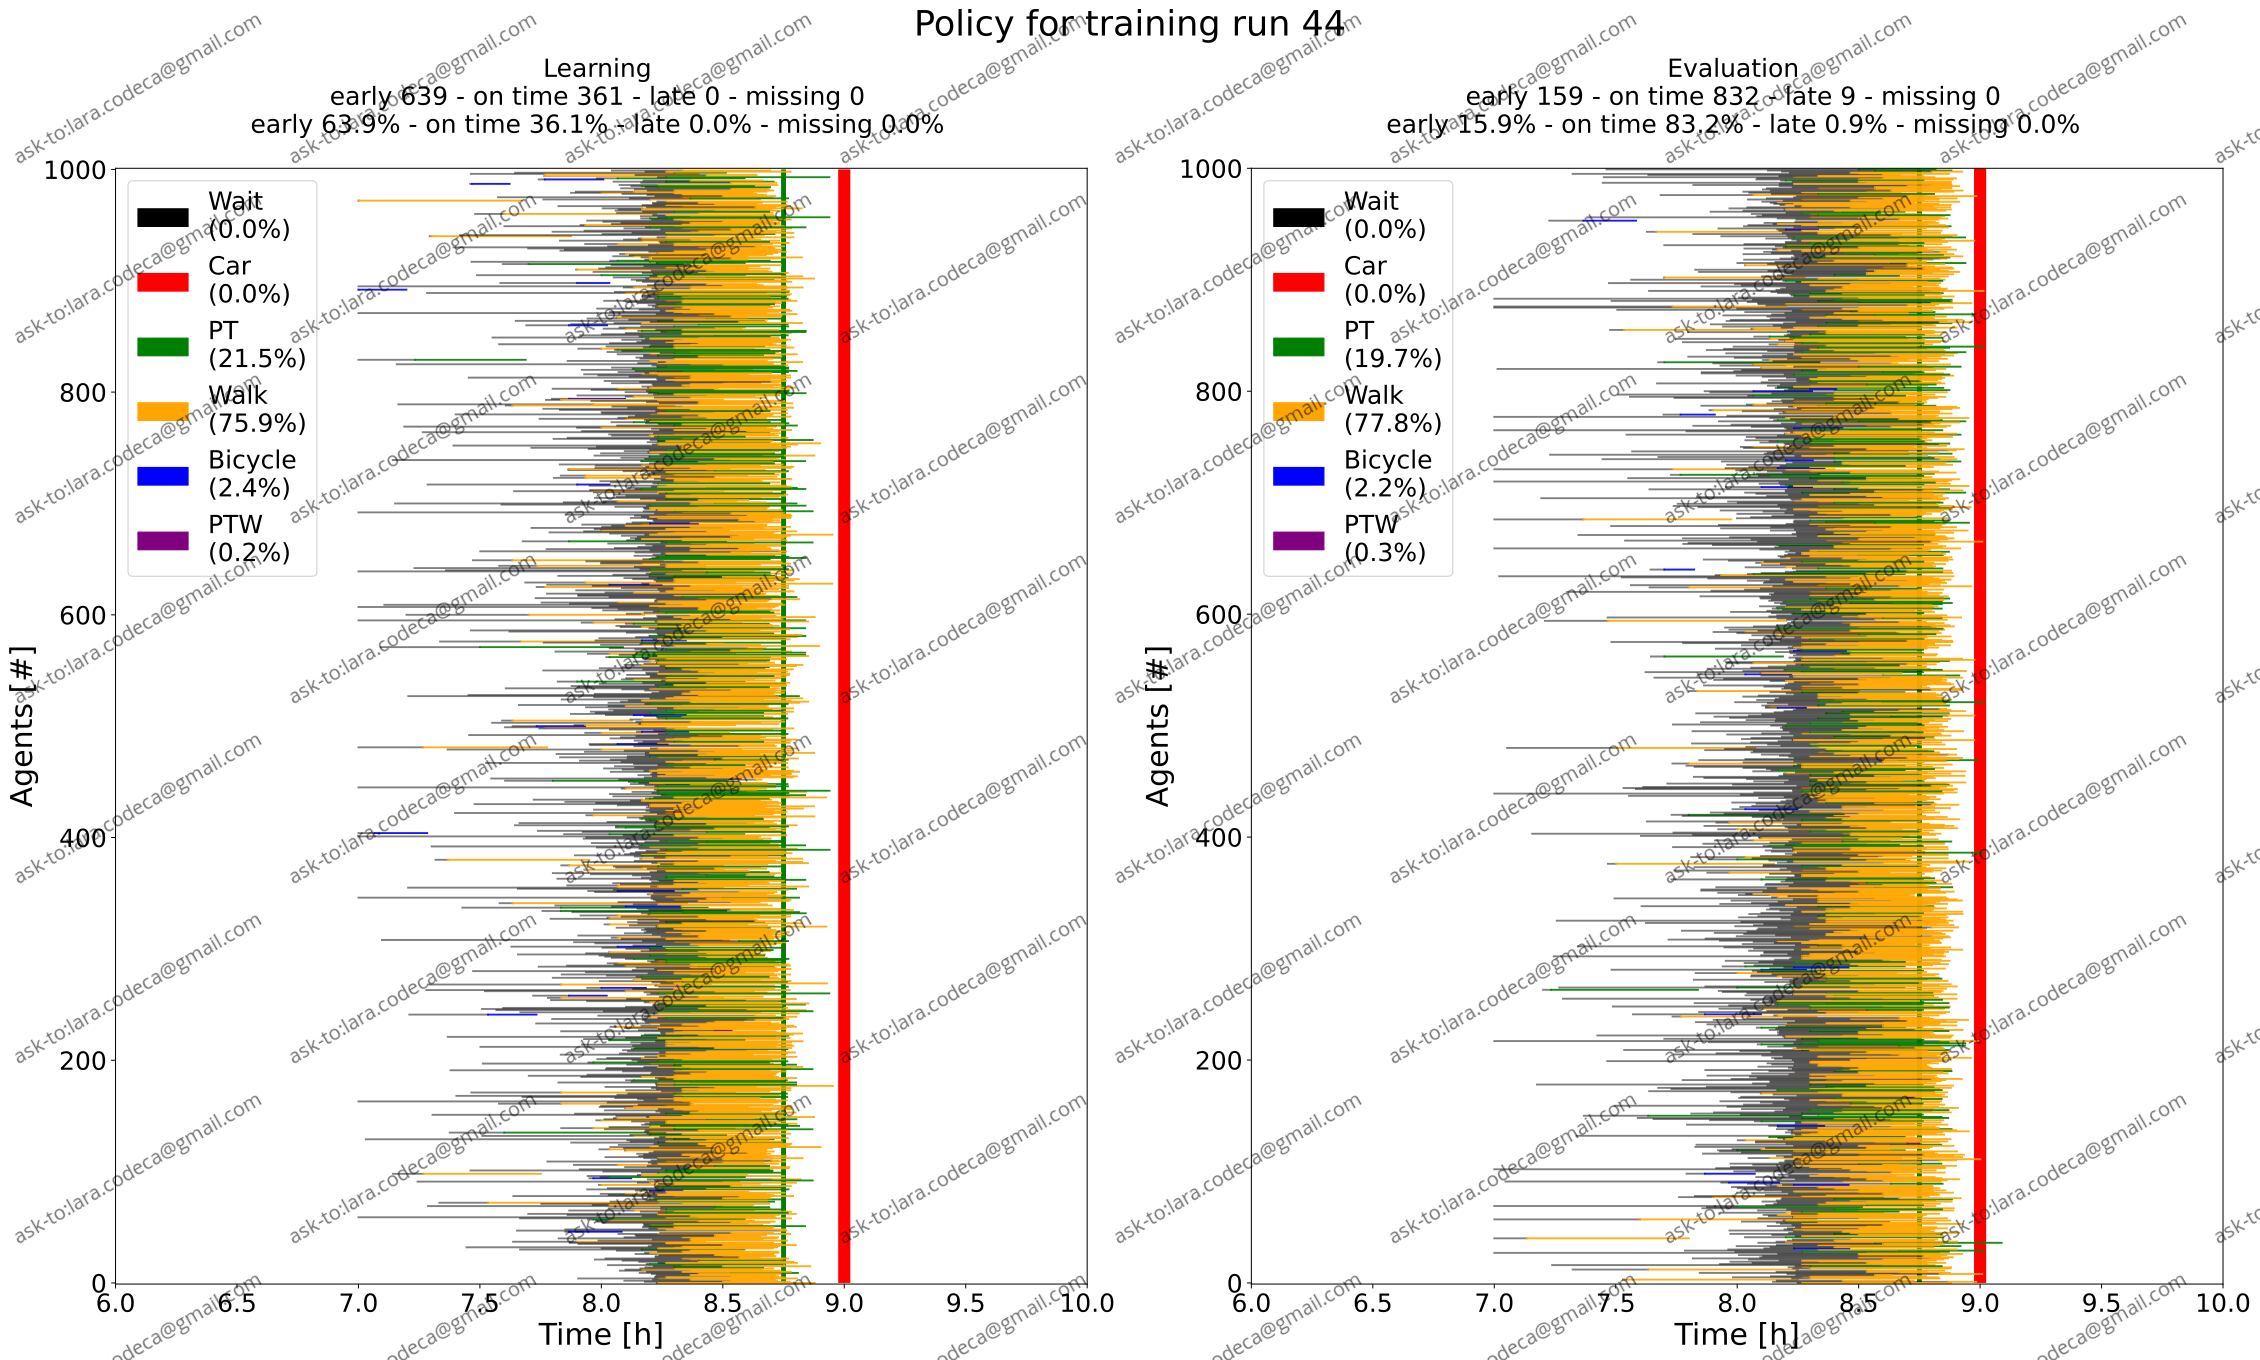 Policy for training run 44
Learning
early 639 - on time 361 - late 0 - missing 0
early 63.9% - on time 36.1% - late 0.0% - missing 0.0%
1000
800
600
400
200
0
Agents [#]
Wait
(0.0%)
Car
(0.0%)
PT
(21.5%)
Walk
(75.9%)
Bicycle
(2.4%)
PTW
(0.2%)
6.0 6.5 7.0 7.5 8.0 8.5 9.0 9.5 10.0
Time [h]
Evaluation
early 159 - on time 832 - late 9 - missing 0
early 15.9% - on time 83.2% - late 0.9% - missing 0.0%
1000
800
600
400
200
0
Agents [#]
Wait
(0.0%)
Car
(0.0%)
PT
(19.7%)
Walk
(77.8%)
Bicycle
(2.2%)
PTW
(0.3%)
6.0 6.5 7.0 7.5 8.0 8.5 9.0 9.5 10.0
Time [h]
ask-to:lara.codeca@gmail.com